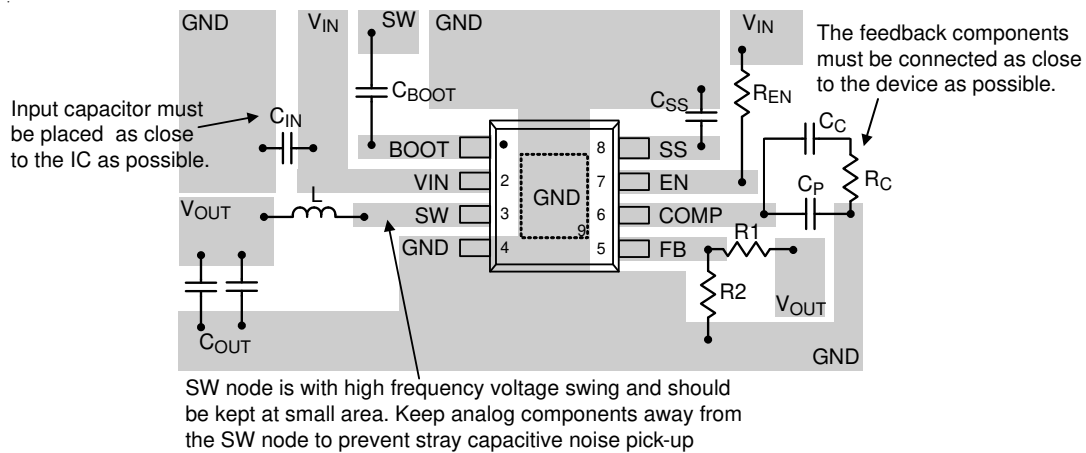 GND
VIN
SW
GND
VIN
The feedback components
must be connected as close
to the device as possible.
Input capacitor must
be placed as close
to the IC as possible.
CIN
CBOOT
CSS
REN
CC
RC
CP
BOOT
VIN
SW
GND
2
3
4
GND
9
8
7
6
5
SS
EN
COMP
FB
L
VOUT
COUT
R1
R2
VOUT
GND
SW node is with high frequency voltage swing and should
be kept at small area. Keep analog components away from
the SW node to prevent stray capacitive noise pick-up